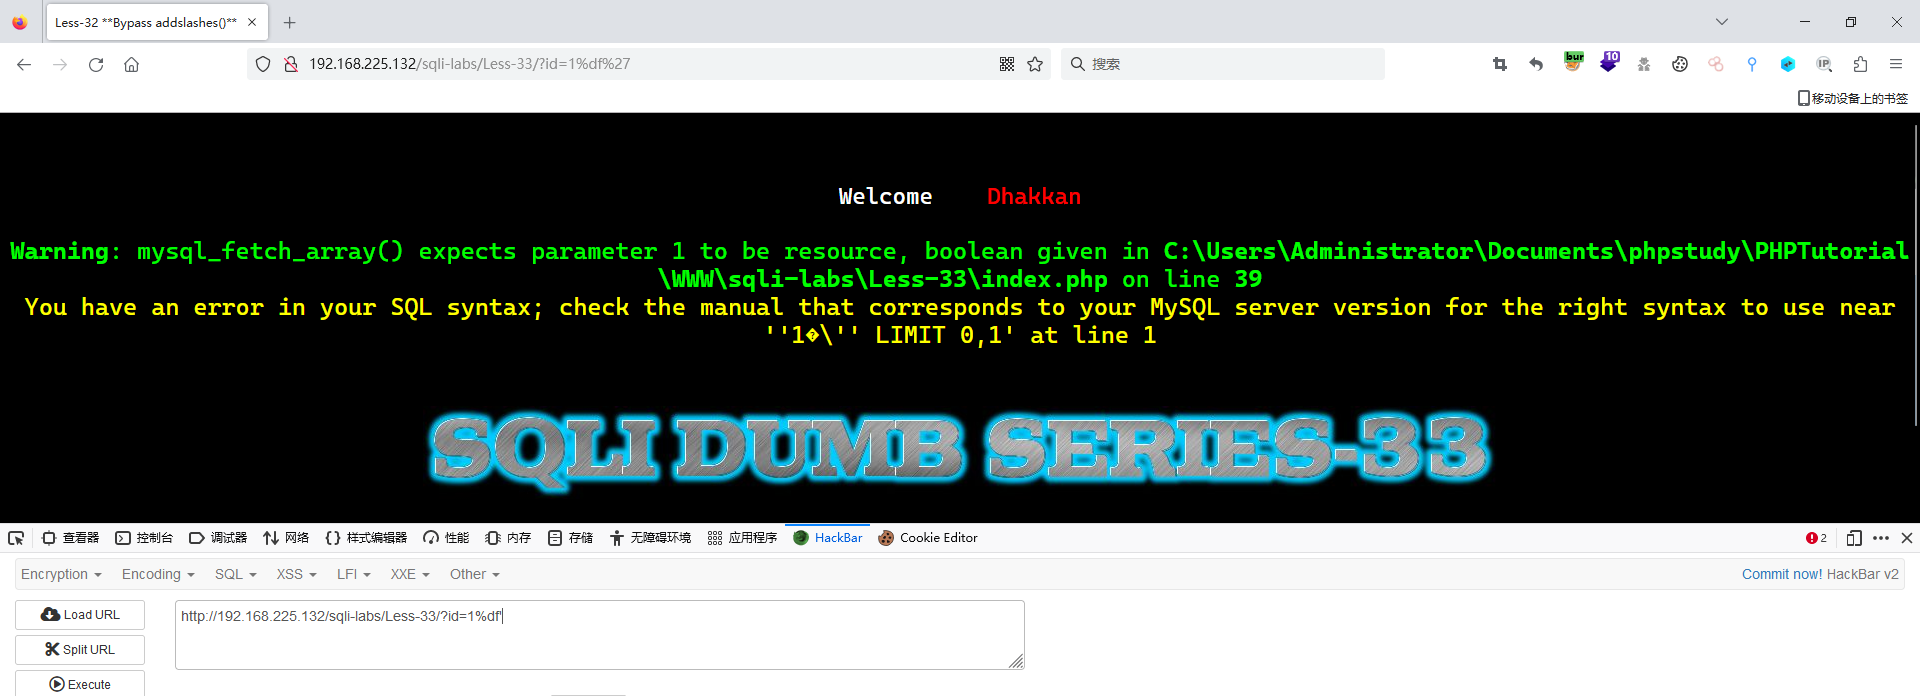 Less-32 **Bypass addslashes()**
192.168.225.132/sqli-labs/Less-33/?id=1%df%27
搜索
bur
10
IP
移动设备上的书签
Welcome Dhakkan
Warning: mysql_fetch_array() expects parameter 1 to be resource, boolean given in C:\Users\Administrator\Documents\phpstudy\PHPTutorial
\WWW\sqli-labs\Less-33\index.php on line 39
You have an error in your SQL syntax; check the manual that corresponds to your MySQL server version for the right syntax to use near
''1�\'' LIMIT 0,1' at line 1
SQLI DUMB SERIES-33
查看器 控制台 调试器 网络 样式编辑器 性能 内存 存储 无障碍环境 应用程序 HackBar Cookie Editor 2
Encryption Encoding SQL XSS LFI XXE Other Commit now! HackBar v2
Load URL
http://192.168.225.132/sqli-labs/Less-33/?id=1%df'
Split URL
Execute